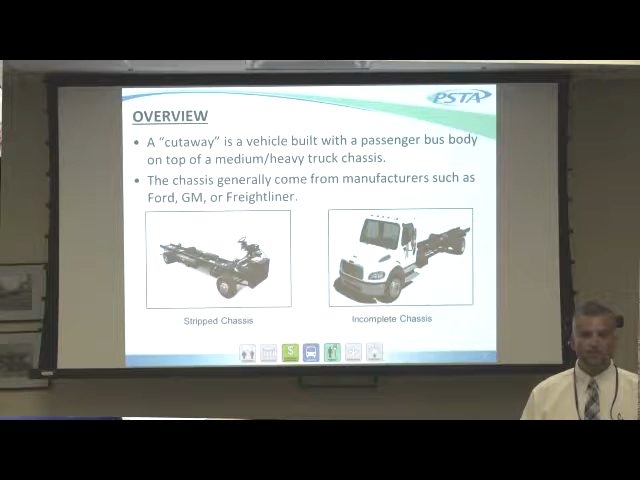 PSTA
OVERVIEW
• A “cutaway” is a vehicle built with a passenger bus body
on top of a medium/heavy truck chassis.
• The chassis generally come from manufacturers such as
Ford, GM, or Freightliner.
Stripped Chassis
Incomplete Chassis
$